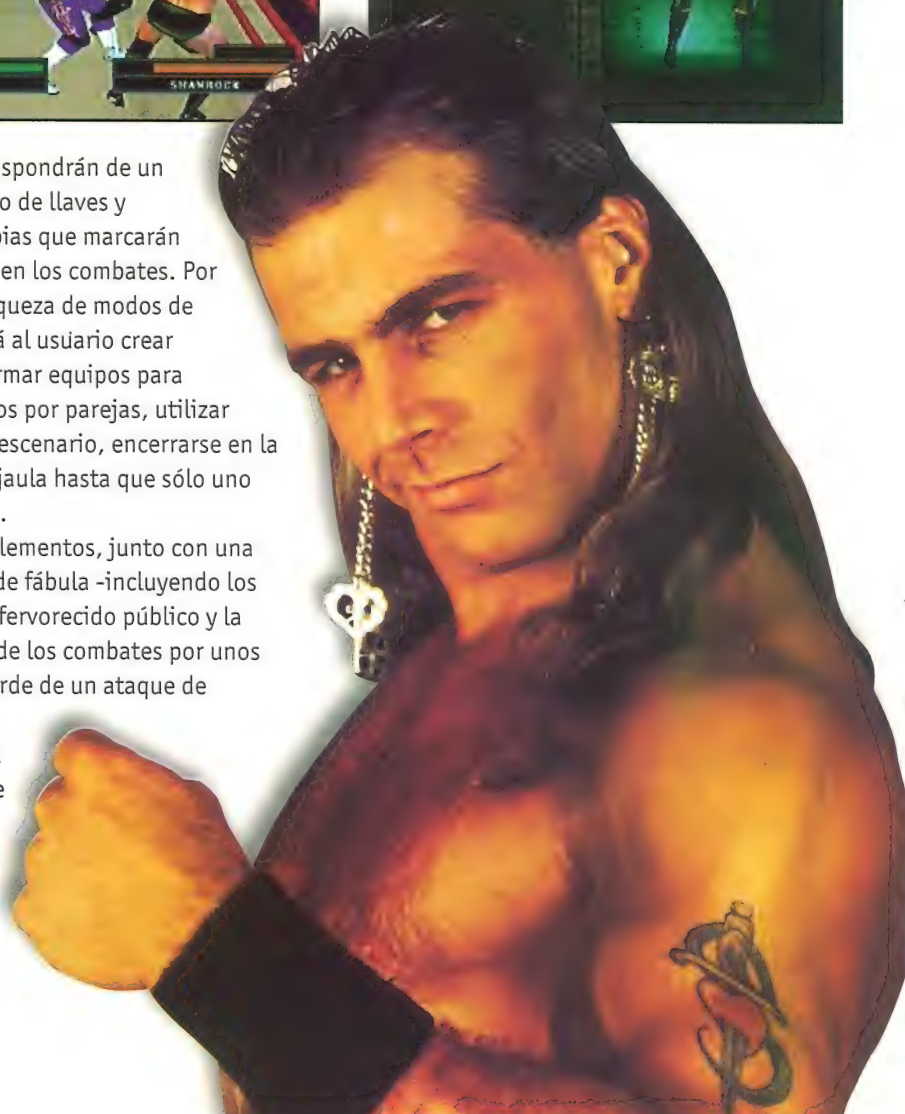 SHAMROCK
spondrán de un
o de llaves y
ias que marcarán
en los combates. Por
queza de modos de
á al usuario crear
rmar equipos para
os por parejas, utilizar
escenario, encerrarse en la
jaula hasta que sólo uno
.
lementos, junto con una
de fábula -incluyendo los
fervorecido público y la
de los combates por unos
rde de un ataque de
e